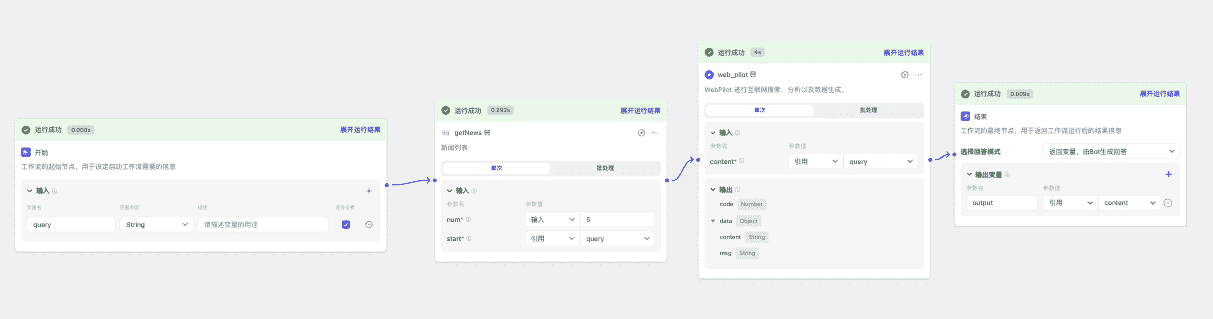 运行成功 0.000s 展开运行结果
开始
工作流的起始节点，用于设定启动工作流需要的信息
输入
变量名 变量类型 描述 是否必要
query String 请描述变量的用途
运行成功 0.292s 展开运行结果
getNews
新闻列表
单次 批处理
输入
参数名 参数值
num* 输入 5
start* 引用 query
运行成功 4s 展开运行结果
web_pilot
WebPilot 进行互联网搜索、分析以及数据生成。
单次 批处理
输入
参数名 参数值
content* 引用 query
输出
code Number
data Object
content String
msg String
运行成功 0.009s 展开运行结果
结束
工作流的最终节点，用于返回工作流运行后的结果信息
选择回答模式 返回变量，由Bot生成回答
输出变量
参数名 参数值
output 引用 content